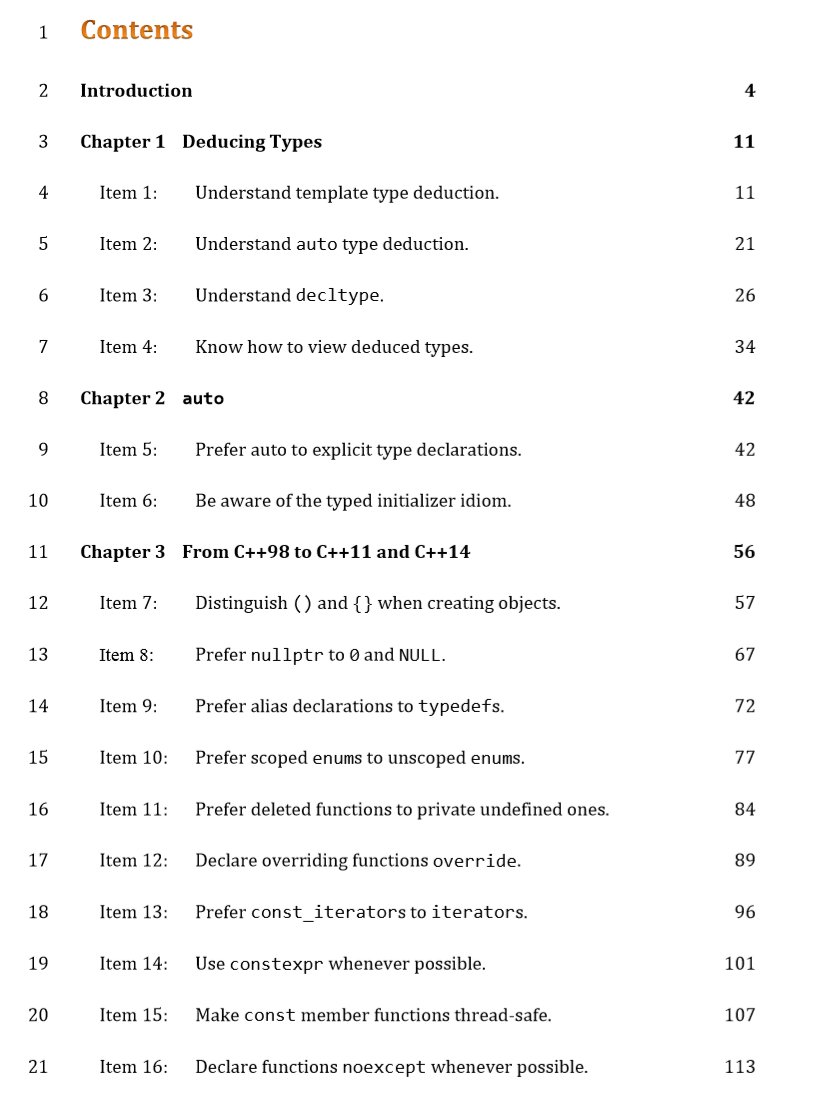 1 Contents
2 Introduction 4
3 Chapter 1 Deducing Types 11
4 Item 1: Understand template type deduction. 11
5 Item 2: Understand auto type deduction. 21
6 Item 3: Understand decltype. 26
7 Item 4: Know how to view deduced types. 34
8 Chapter 2 auto 42
9 Item 5: Prefer auto to explicit type declarations. 42
10 Item 6: Be aware of the typed initializer idiom. 48
11 Chapter 3 From C++98 to C++11 and C++14 56
12 Item 7: Distinguish () and {} when creating objects. 57
13 Item 8: Prefer nullptr to 0 and NULL. 67
14 Item 9: Prefer alias declarations to typedefs. 72
15 Item 10: Prefer scoped enums to unscoped enums. 77
16 Item 11: Prefer deleted functions to private undefined ones. 84
17 Item 12: Declare overriding functions override. 89
18 Item 13: Prefer const_iterators to iterators. 96
19 Item 14: Use constexpr whenever possible. 101
20 Item 15: Make const member functions thread-safe. 107
21 Item 16: Declare functions noexcept whenever possible. 113